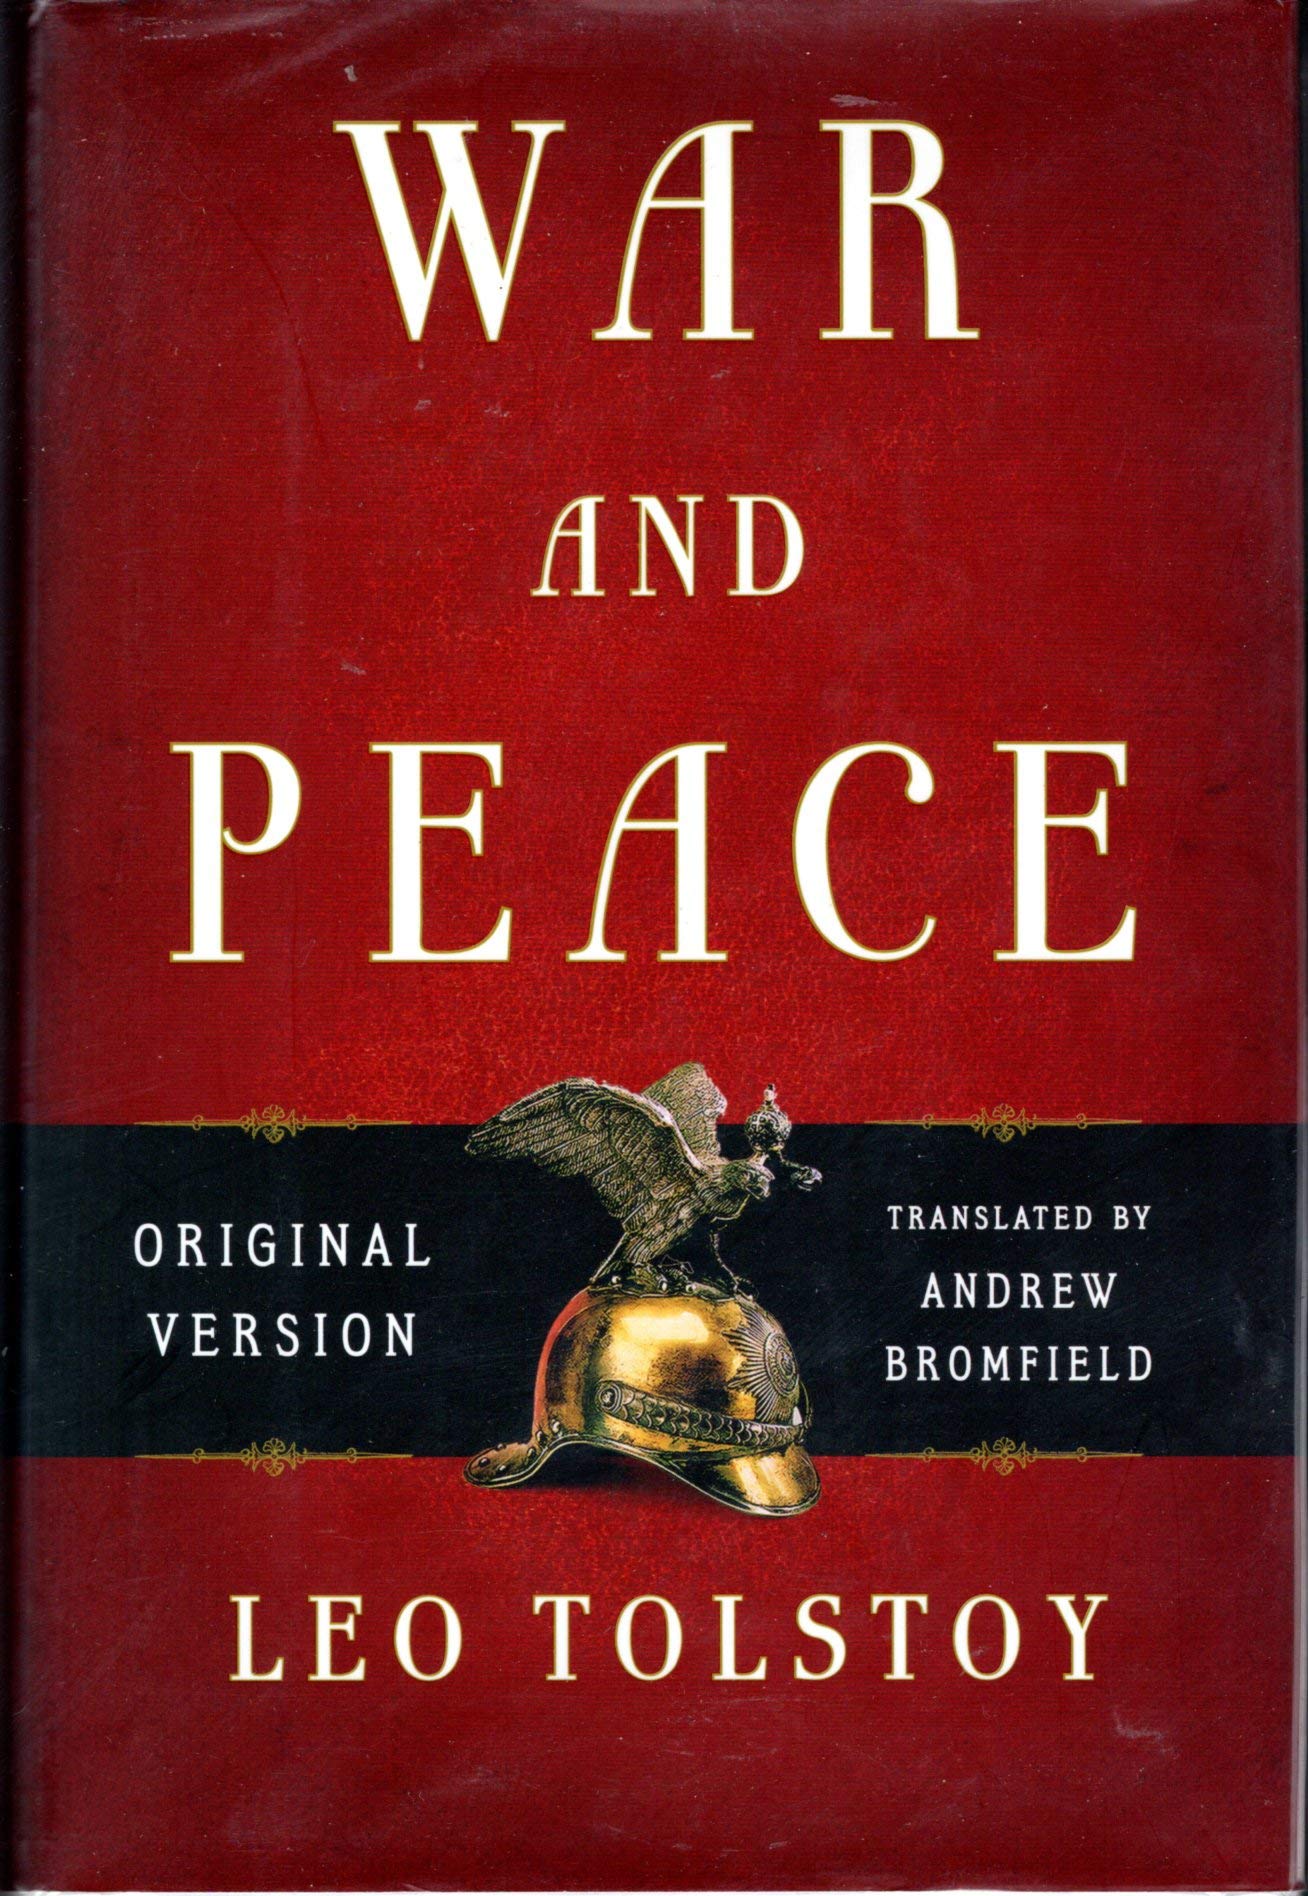 WAR
AND
PEACE
ORIGINAL
VERSION
TRANSLATED BY
ANDREW
BROMFIELD
LEO TOLSTOY